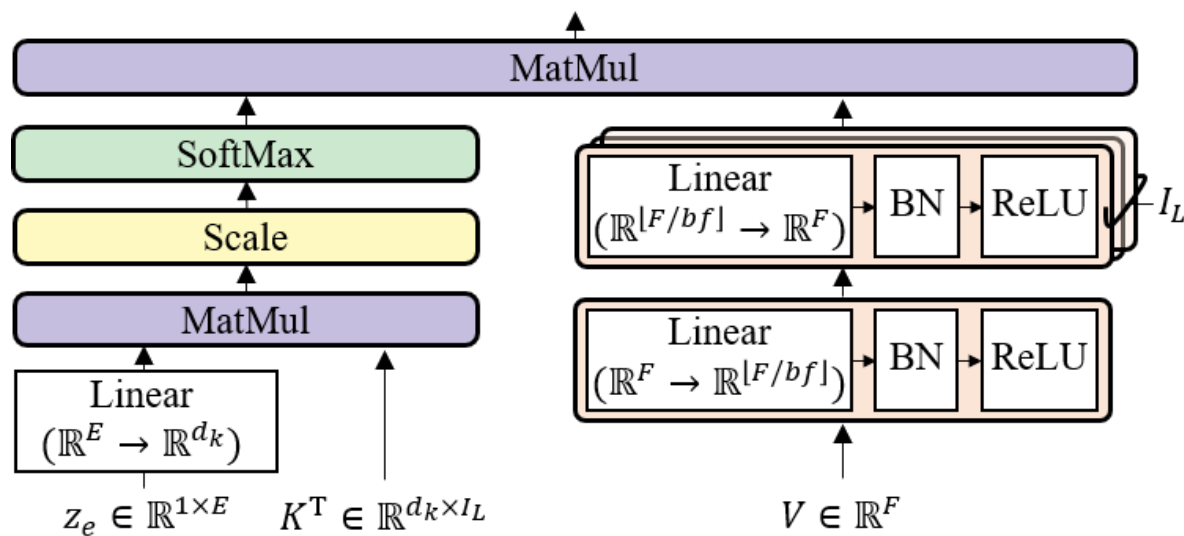 MatMul
SoftMax
Scale
MatMul
Linear
(ℝ^E → ℝ^{d_k})
z_e ∈ ℝ^{1×E}
K^T ∈ ℝ^{d_k×I_L}
Linear
(ℝ^{⌊F/bf⌋} → ℝ^F)
BN
ReLU
I_L
Linear
(ℝ^F → ℝ^{⌊F/bf⌋})
BN
ReLU
V ∈ ℝ^F